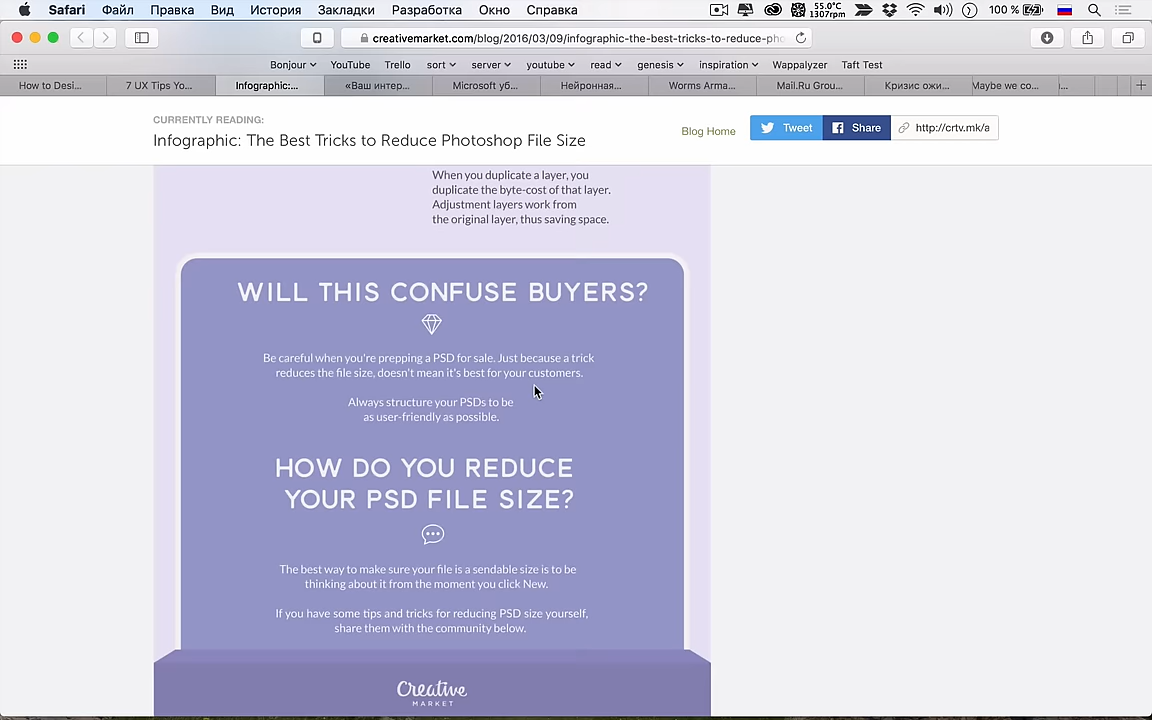 Safari Файл Правка Вид История Закладки Разработка Окно Справка 55.0°C 1307rpm 100 %
creativemarket.com/blog/2016/03/09/infographic-the-best-tricks-to-reduce-pho
Bonjour YouTube Trello sort server youtube read genesis inspiration Wappalyzer Taft Test
How to Desi... 7 UX Tips Yo... Infographic:... «Ваш интер... Microsoft уб... Нейронная... Worms Arma... Mail.Ru Grou... Кризис ожи... Maybe we co...
CURRENTLY READING:
Infographic: The Best Tricks to Reduce Photoshop File Size
Blog Home Tweet Share http://crtv.mk/a
When you duplicate a layer, you
duplicate the byte-cost of that layer.
Adjustment layers work from
the original layer, thus saving space.
WILL THIS CONFUSE BUYERS?
Be careful when you're prepping a PSD for sale. Just because a trick
reduces the file size, doesn't mean it's best for your customers.
Always structure your PSDs to be
as user-friendly as possible.
HOW DO YOU REDUCE
YOUR PSD FILE SIZE?
The best way to make sure your file is a sendable size is to be
thinking about it from the moment you click New.
If you have some tips and tricks for reducing PSD size yourself,
share them with the community below.
Creative
MARKET